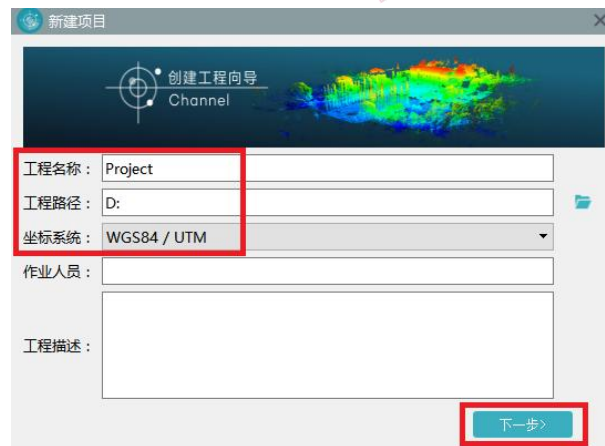 新建项目
创建工程向导
Channel
工程名称： Project
工程路径： D:
坐标系统： WGS84 / UTM
作业人员：
工程描述：
下一步>